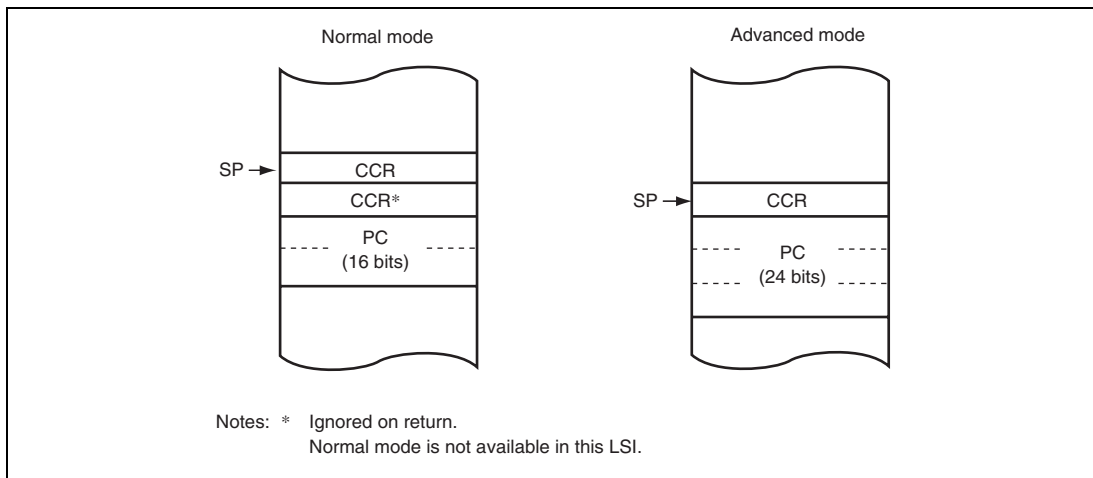 Normal mode
SP
CCR
CCR*
PC
(16 bits)
Advanced mode
SP
CCR
PC
(24 bits)
Notes: * Ignored on return.
Normal mode is not available in this LSI.